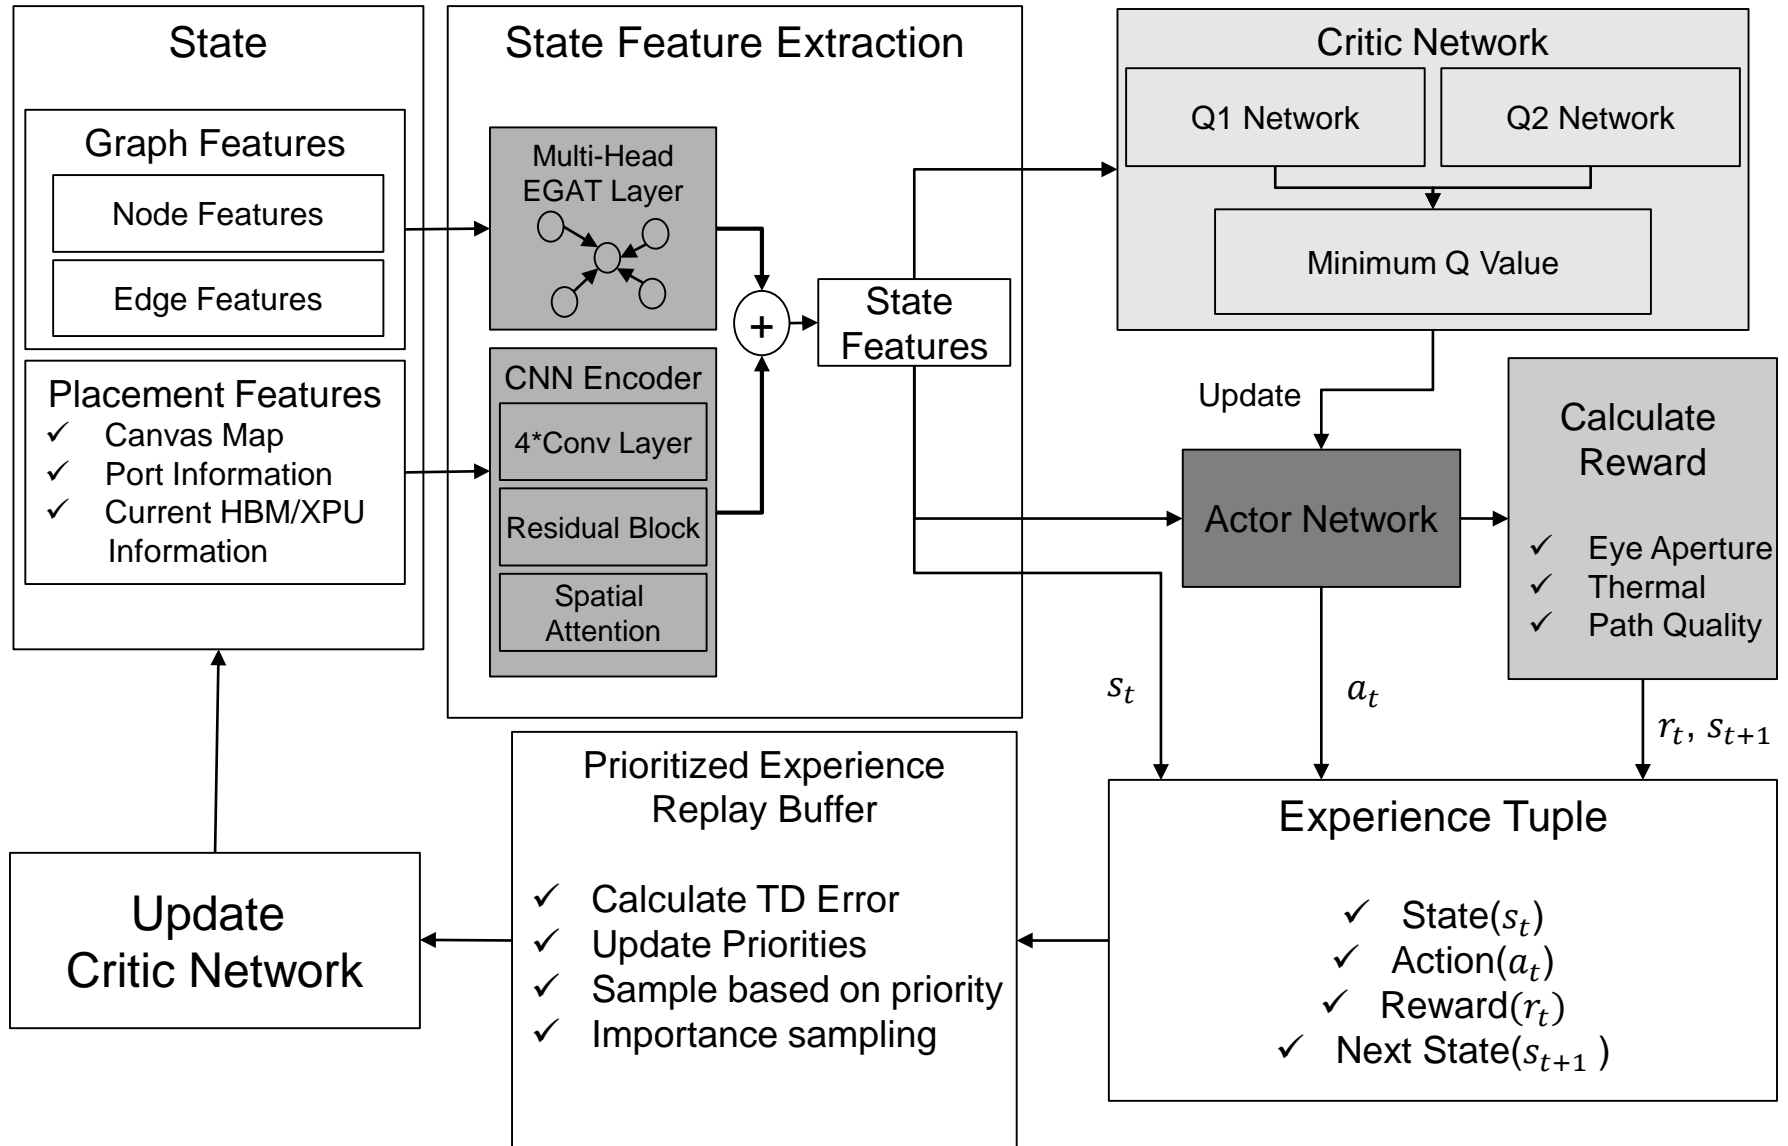 State
Graph Features
Node Features
Edge Features
Placement Features
✓ Canvas Map
✓ Port Information
✓ Current HBM/XPU
Information
State Feature Extraction
Multi-Head
EGAT Layer
+
CNN Encoder
4*Conv Layer
Residual Block
Spatial
Attention
State
Features
Critic Network
Q1 Network
Q2 Network
Minimum Q Value
Update
Actor Network
Calculate
Reward
✓ Eye Aperture
✓ Thermal
✓ Path Quality
s_t
a_t
r_t, s_{t+1}
Experience Tuple
✓ State(s_t)
✓ Action(a_t)
✓ Reward(r_t)
✓ Next State(s_{t+1} )
Prioritized Experience
Replay Buffer
✓ Calculate TD Error
✓ Update Priorities
✓ Sample based on priority
✓ Importance sampling
Update
Critic Network